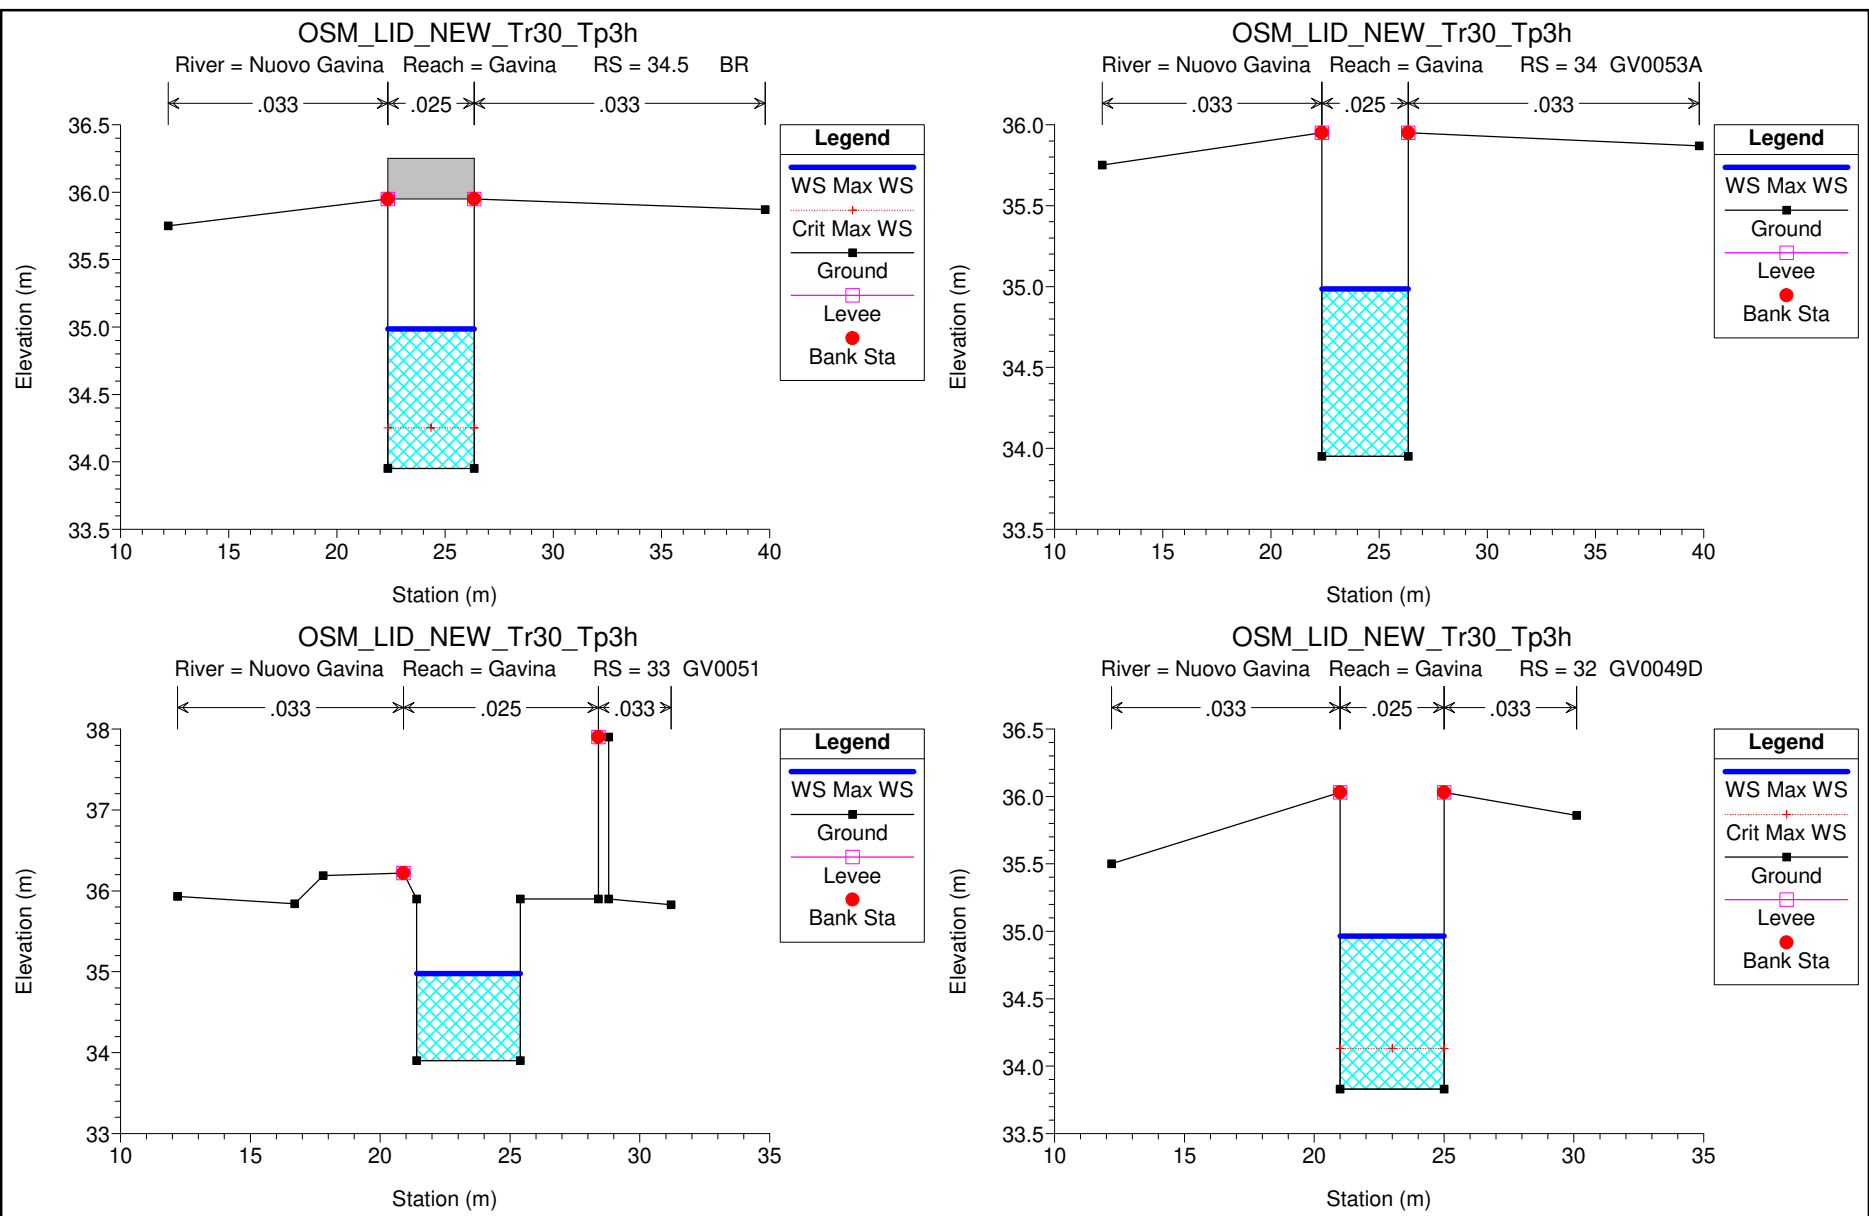 OSM_LID_NEW_Tr30_Tp3h
River = Nuovo Gavina Reach = Gavina RS = 34.5 BR
.033 .025 .033
36.5
36.0
35.5
35.0
34.5
34.0
33.5
10 15 20 25 30 35 40
Station (m)
Elevation (m)
Legend
WS Max WS
Crit Max WS
Ground
Levee
Bank Sta
OSM_LID_NEW_Tr30_Tp3h
River = Nuovo Gavina Reach = Gavina RS = 34 GV0053A
.033 .025 .033
36.0
35.5
35.0
34.5
34.0
33.5
10 15 20 25 30 35 40
Station (m)
Elevation (m)
Legend
WS Max WS
Ground
Levee
Bank Sta
OSM_LID_NEW_Tr30_Tp3h
River = Nuovo Gavina Reach = Gavina RS = 33 GV0051
.033 .025 .033
38
37
36
35
34
33
10 15 20 25 30 35
Station (m)
Elevation (m)
Legend
WS Max WS
Ground
Levee
Bank Sta
OSM_LID_NEW_Tr30_Tp3h
River = Nuovo Gavina Reach = Gavina RS = 32 GV0049D
.033 .025 .033
36.5
36.0
35.5
35.0
34.5
34.0
33.5
10 15 20 25 30 35
Station (m)
Elevation (m)
Legend
WS Max WS
Crit Max WS
Ground
Levee
Bank Sta